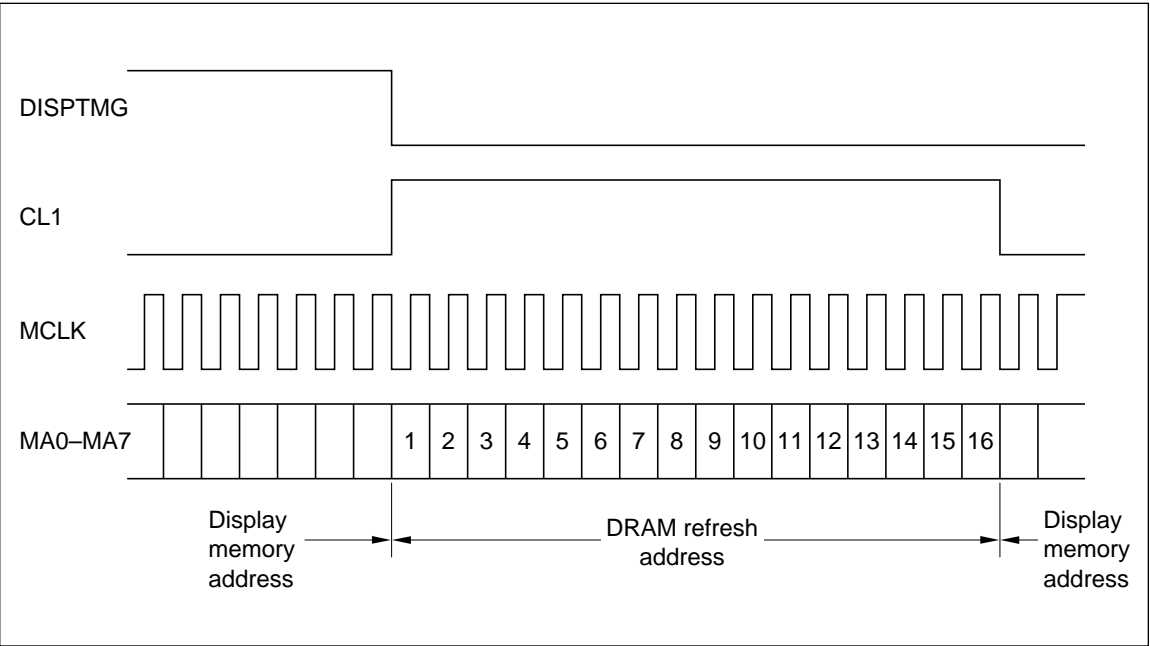 DISPTMG
CL1
MCLK
MA0–MA7
1 2 3 4 5 6 7 8 9 10 11 12 13 14 15 16
Display
memory
address
DRAM refresh
address
Display
memory
address